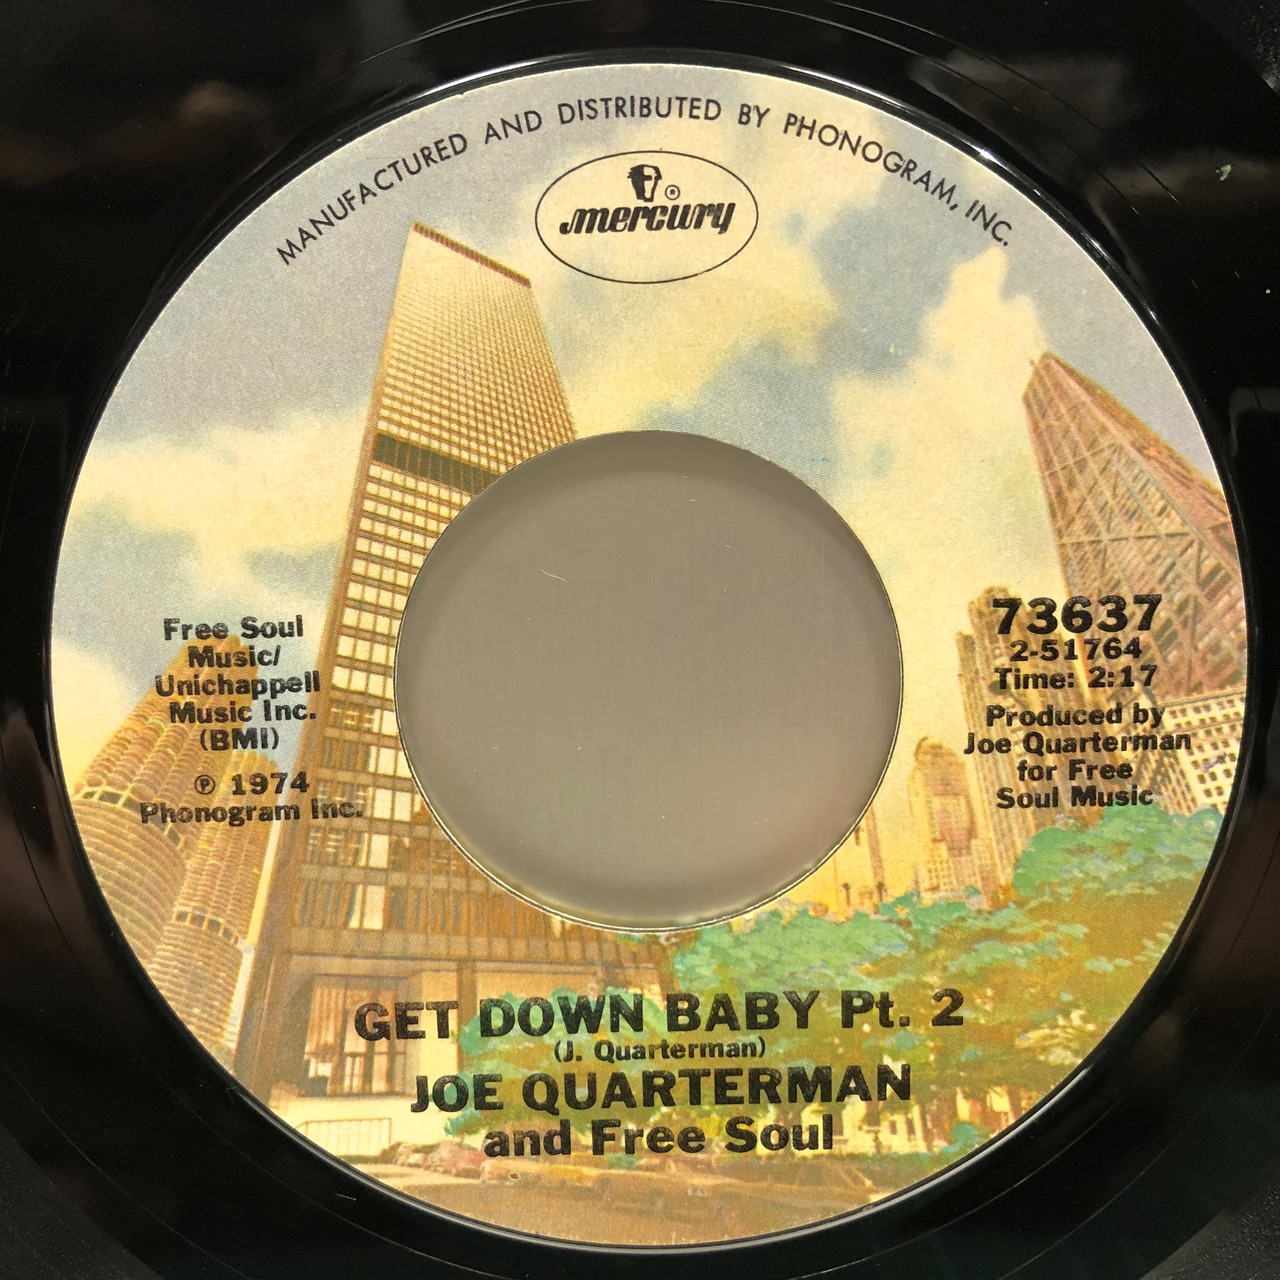 MANUFACTURED AND DISTRIBUTED BY PHONOGRAM, INC.
®
mercury
Free Soul
Music/
Unichappell
Music Inc.
(BMI)
℗ 1974
Phonogram Inc.
73637
2-51764
Time: 2:17
Produced by
Joe Quarterman
for Free
Soul Music
GET DOWN BABY Pt. 2
(J. Quarterman)
JOE QUARTERMAN
and Free Soul